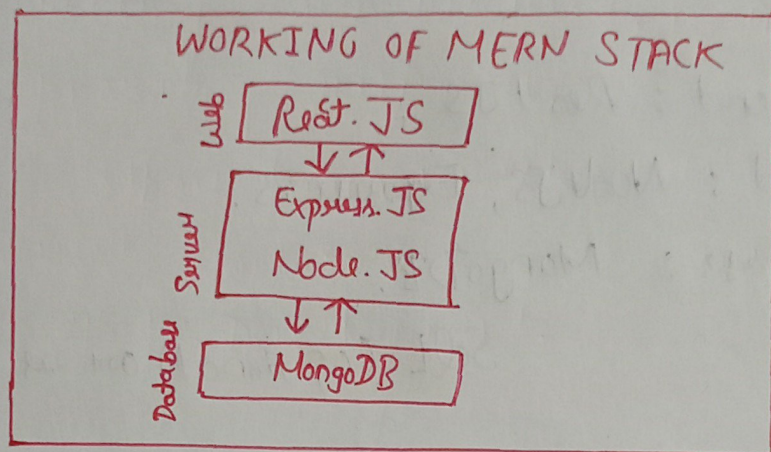 WORKING OF MERN STACK
Web
React.JS
Server
Express.JS
Node.JS
Database
MongoDB